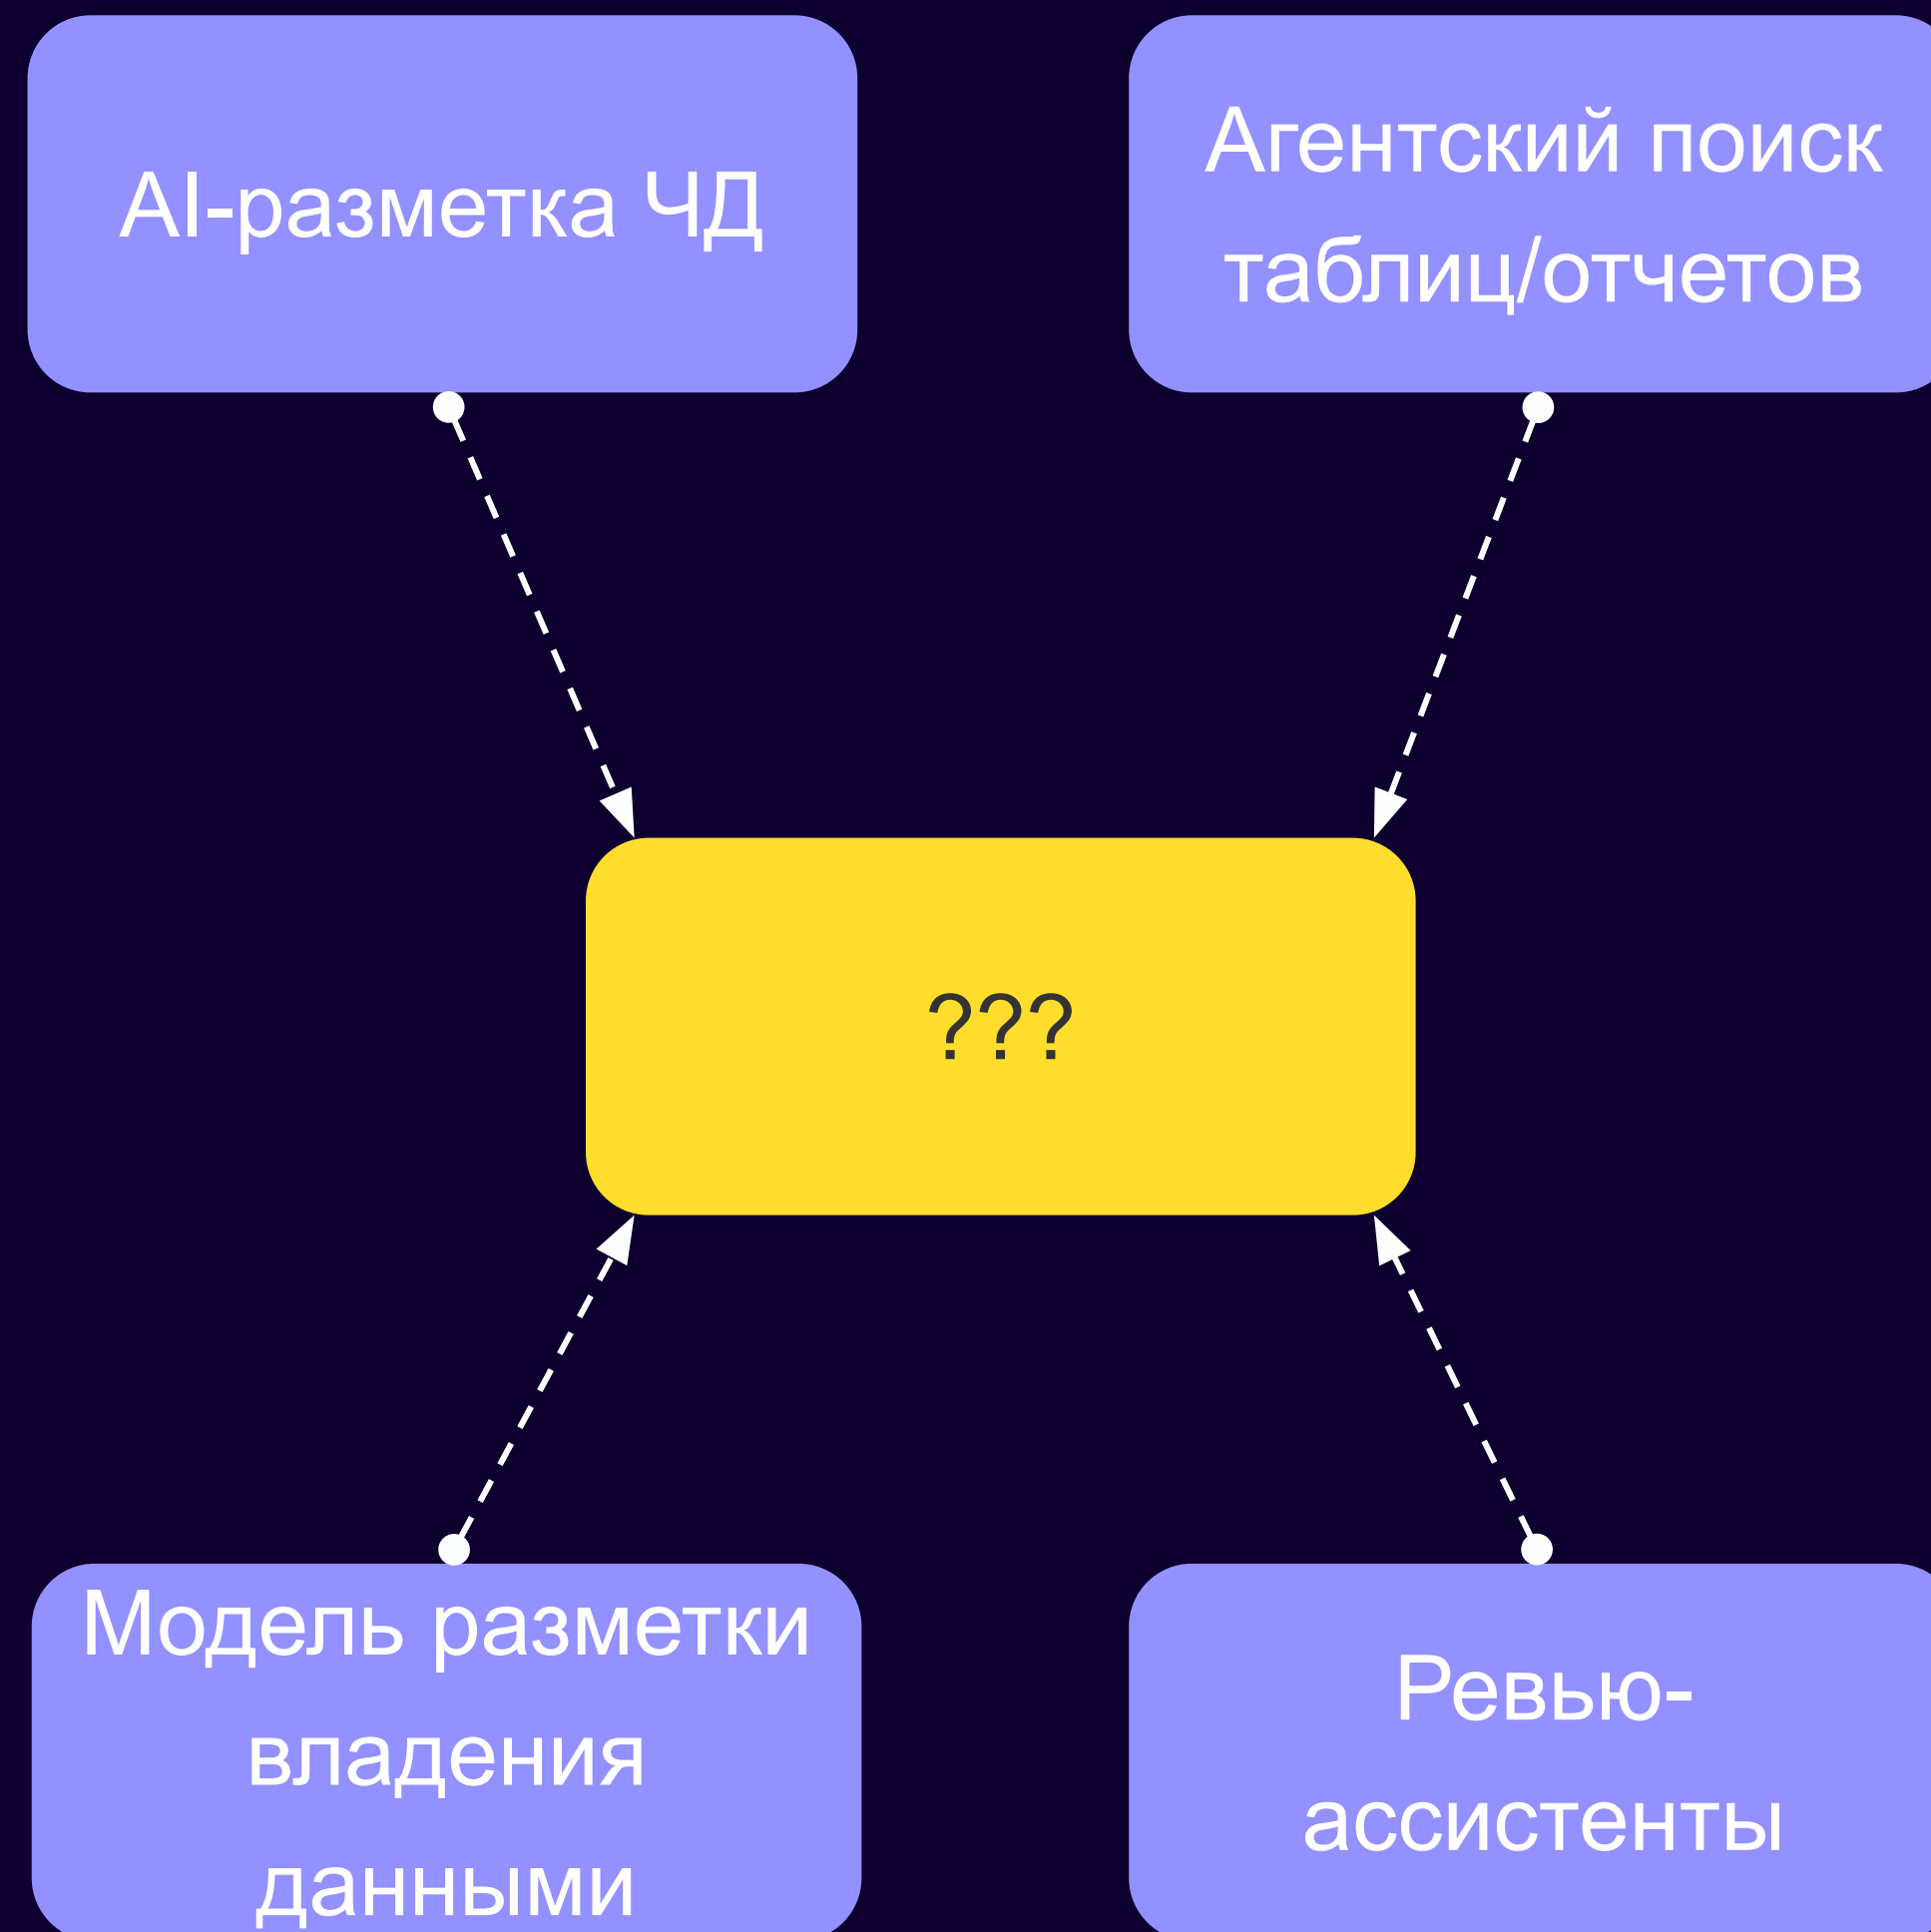 AI-разметка ЧД
Агентский поиск
таблиц/отчетов
???
Модель разметки
владения
данными
Ревью-
ассистенты